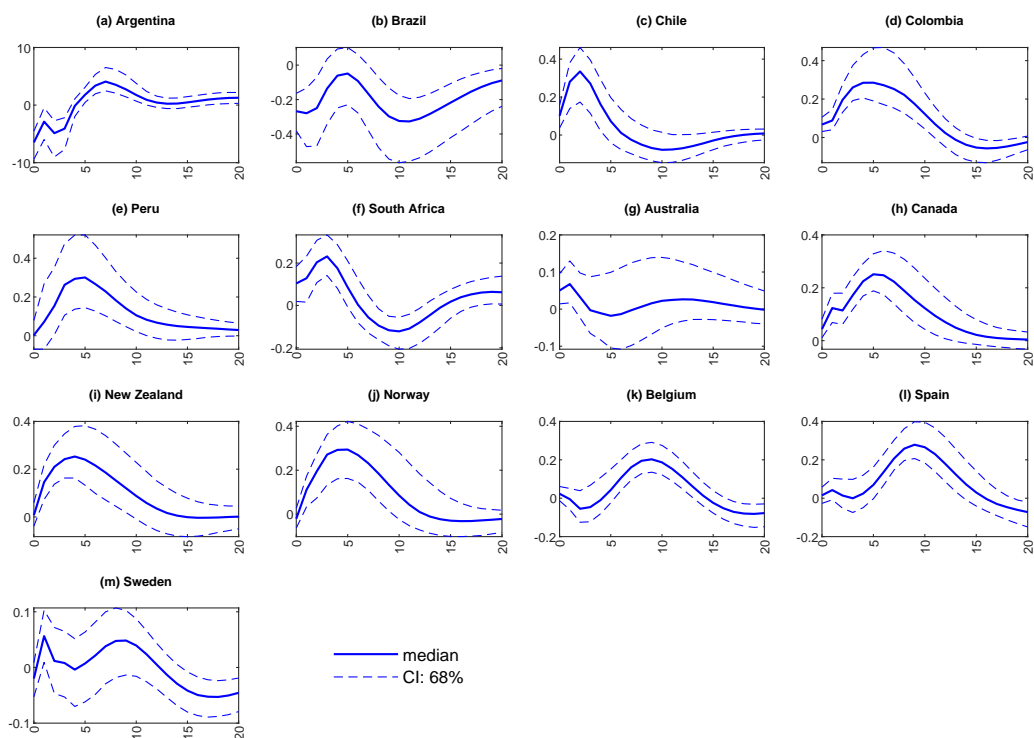 (a) Argentina
10
0
-10
0 5 10 15 20
(b) Brazil
0
-0.2
-0.4
0 5 10 15 20
(c) Chile
0.4
0.2
0
0 5 10 15 20
(d) Colombia
0.4
0.2
0
0 5 10 15 20
(e) Peru
0.4
0.2
0
0 5 10 15 20
(f) South Africa
0.2
0
-0.2
0 5 10 15 20
(g) Australia
0.2
0.1
0
-0.1
0 5 10 15 20
(h) Canada
0.4
0.2
0
0 5 10 15 20
(i) New Zealand
0.4
0.2
0
0 5 10 15 20
(j) Norway
0.4
0.2
0
0 5 10 15 20
(k) Belgium
0.4
0.2
0
-0.2
0 5 10 15 20
(l) Spain
0.4
0.2
0
-0.2
0 5 10 15 20
(m) Sweden
0.1
0
-0.1
0 5 10 15 20
median
CI: 68%